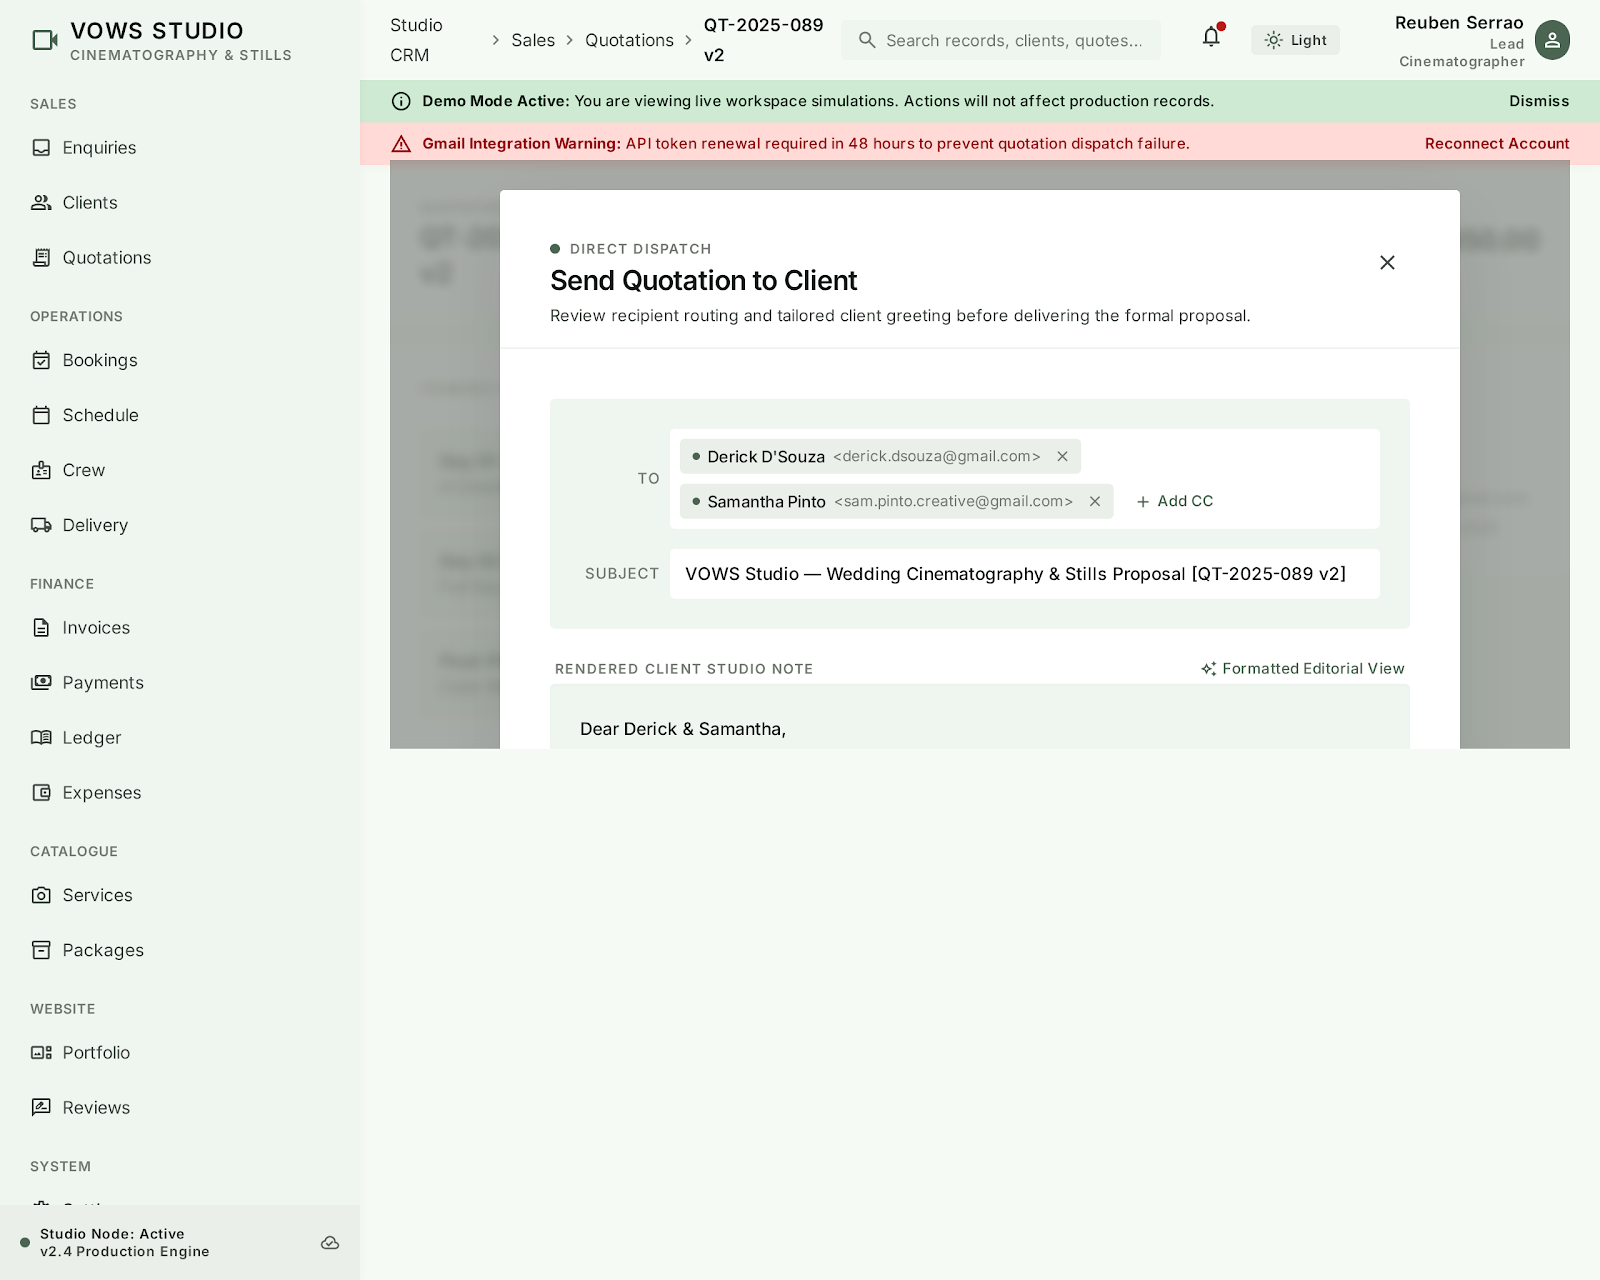 VOWS STUDIO
CINEMATOGRAPHY & STILLS
SALES
Enquiries
Clients
Quotations
OPERATIONS
Bookings
Schedule
Crew
Delivery
FINANCE
Invoices
Payments
Ledger
Expenses
CATALOGUE
Services
Packages
WEBSITE
Portfolio
Reviews
SYSTEM
Studio Node: Active
v2.4 Production Engine
Studio CRM > Sales > Quotations > QT-2025-089 v2
Search records, clients, quotes...
Light
Reuben Serrao
Lead Cinematographer
Demo Mode Active: You are viewing live workspace simulations. Actions will not affect production records.
Dismiss
Gmail Integration Warning: API token renewal required in 48 hours to prevent quotation dispatch failure.
Reconnect Account
DIRECT DISPATCH
Send Quotation to Client
Review recipient routing and tailored client greeting before delivering the formal proposal.
TO
Derick D'Souza <derick.dsouza@gmail.com>
Samantha Pinto <sam.pinto.creative@gmail.com>
Add CC
SUBJECT
VOWS Studio — Wedding Cinematography & Stills Proposal [QT-2025-089 v2]
RENDERED CLIENT STUDIO NOTE
Formatted Editorial View
Dear Derick & Samantha,